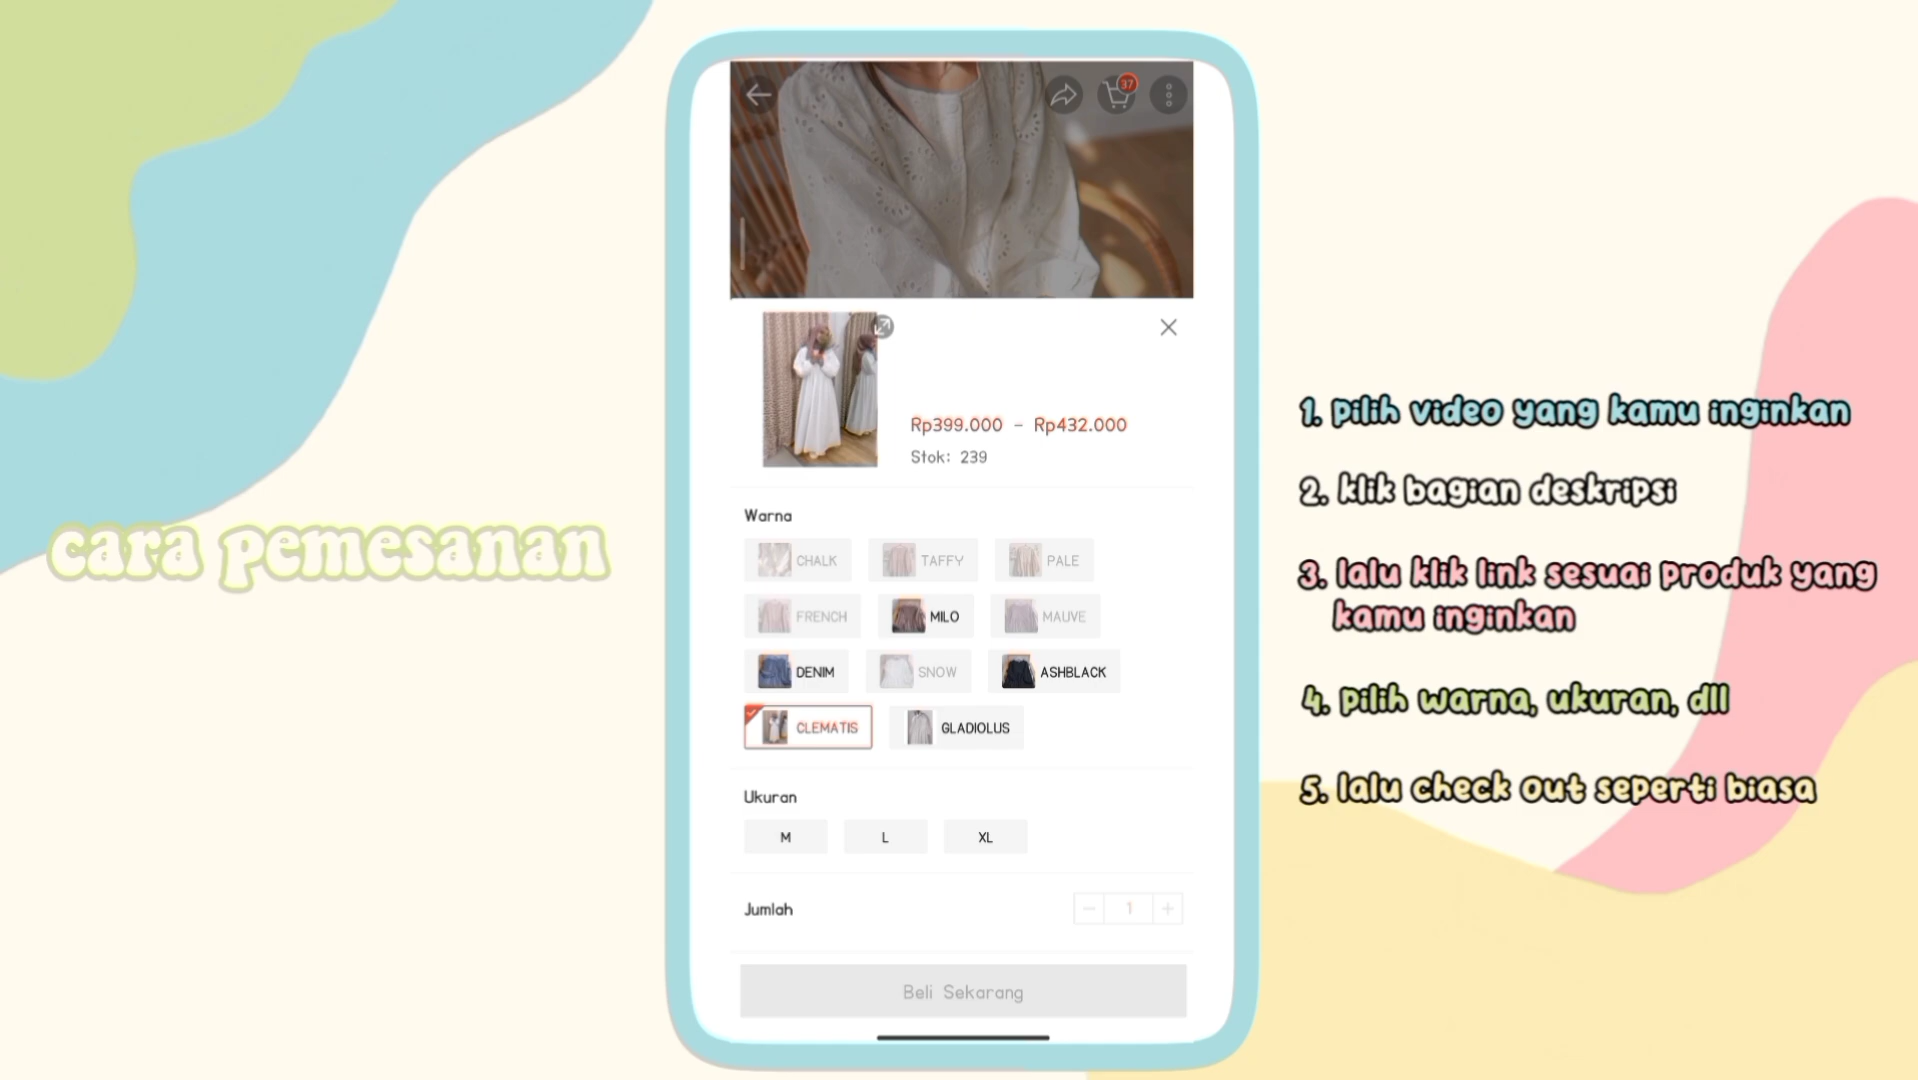 cara pemesanan
37
Rp399.000 - Rp432.000
Stok: 239
Warna
CHALK TAFFY PALE
FRENCH MILO MAUVE
DENIM SNOW ASHBLACK
CLEMATIS GLADIOLUS
Ukuran
M L XL
Jumlah
- 1 +
Beli Sekarang
1. pilih video yang kamu inginkan
2. klik bagian deskripsi
3. lalu klik link sesuai produk yang
kamu inginkan
4. pilih warna, ukuran, dll
5. lalu check out seperti biasa